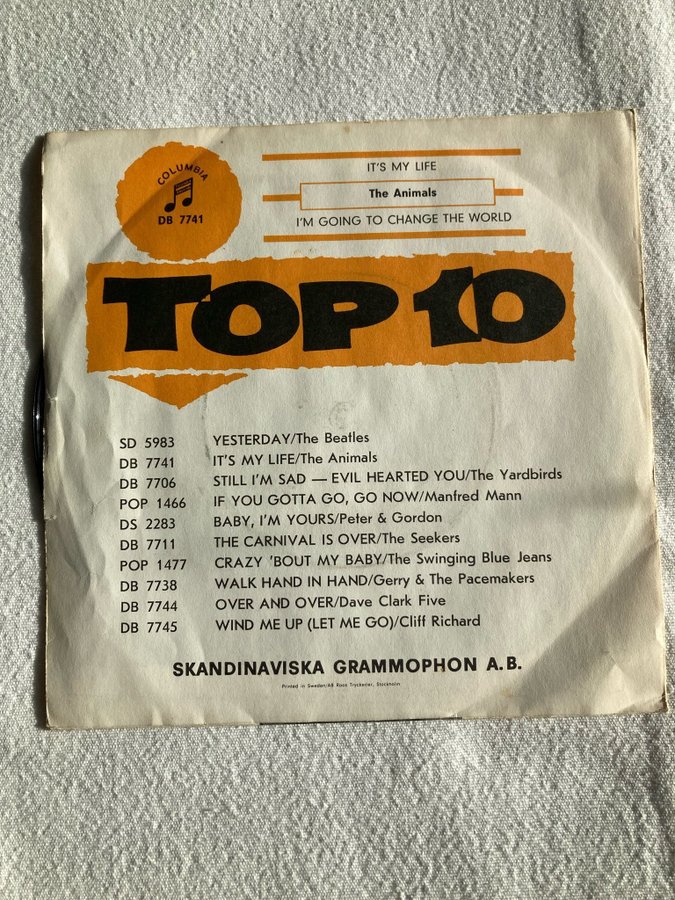 COLUMBIA
DB 7741
IT'S MY LIFE
The Animals
I'M GOING TO CHANGE THE WORLD
TOP 10
SD 5983 YESTERDAY/The Beatles
DB 7741 IT'S MY LIFE/The Animals
DB 7706 STILL I'M SAD — EVIL HEARTED YOU/The Yardbirds
POP 1466 IF YOU GOTTA GO, GO NOW/Manfred Mann
DS 2283 BABY, I'M YOURS/Peter & Gordon
DB 7711 THE CARNIVAL IS OVER/The Seekers
POP 1477 CRAZY 'BOUT MY BABY/The Swinging Blue Jeans
DB 7738 WALK HAND IN HAND/Gerry & The Pacemakers
DB 7744 OVER AND OVER/Dave Clark Five
DB 7745 WIND ME UP (LET ME GO)/Cliff Richard
SKANDINAVISKA GRAMMOPHON A.B.
Printed in Sweden/AB Roos Tryckerier, Stockholm